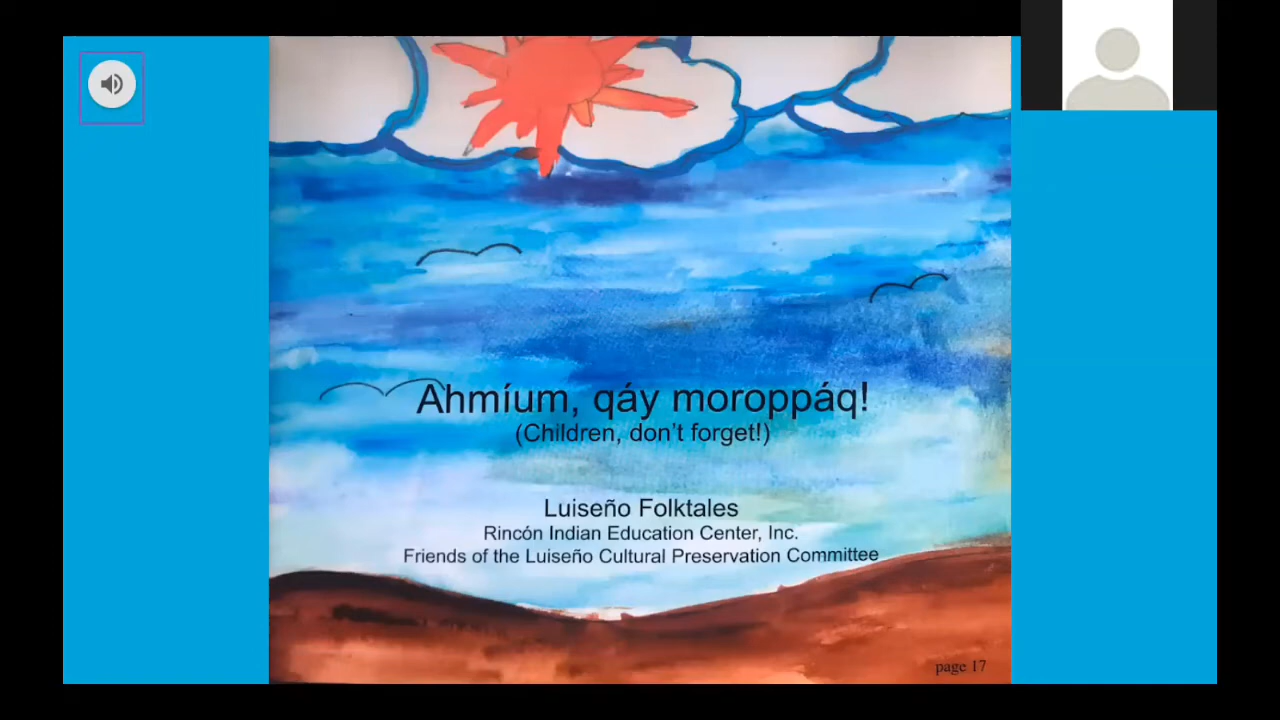 Ahmíum, qáy moroppáq!
(Children, don't forget!)
Luiseño Folktales
Rincón Indian Education Center, Inc.
Friends of the Luiseño Cultural Preservation Committee
page 17